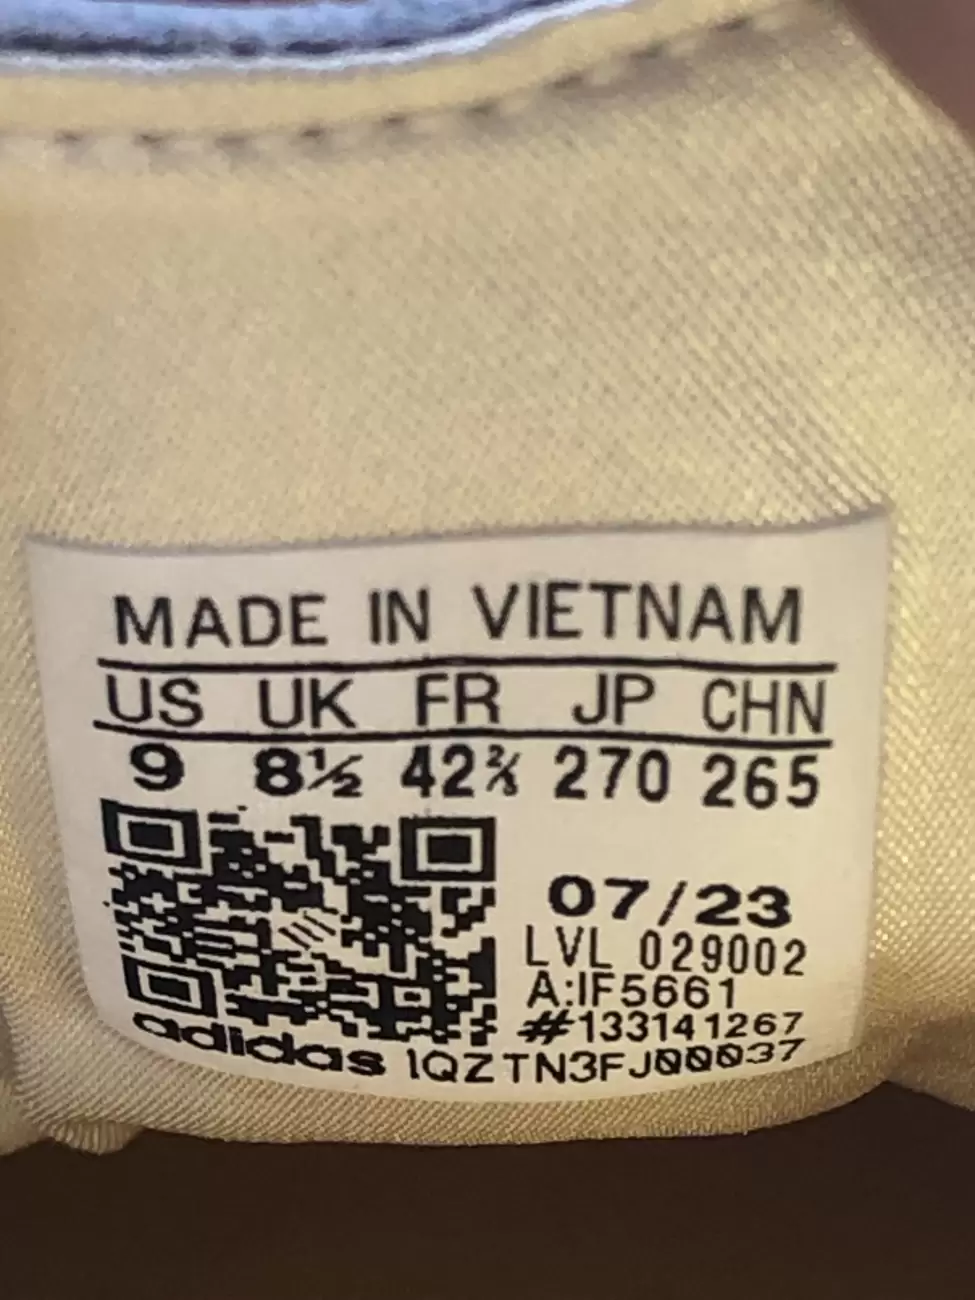 MADE IN VIETNAM
US UK FR JP CHN
9 8½ 42⅔ 270 265
07/23
LVL 029002
A:IF5661
#133141267
adidas 1QZTN3FJ00037